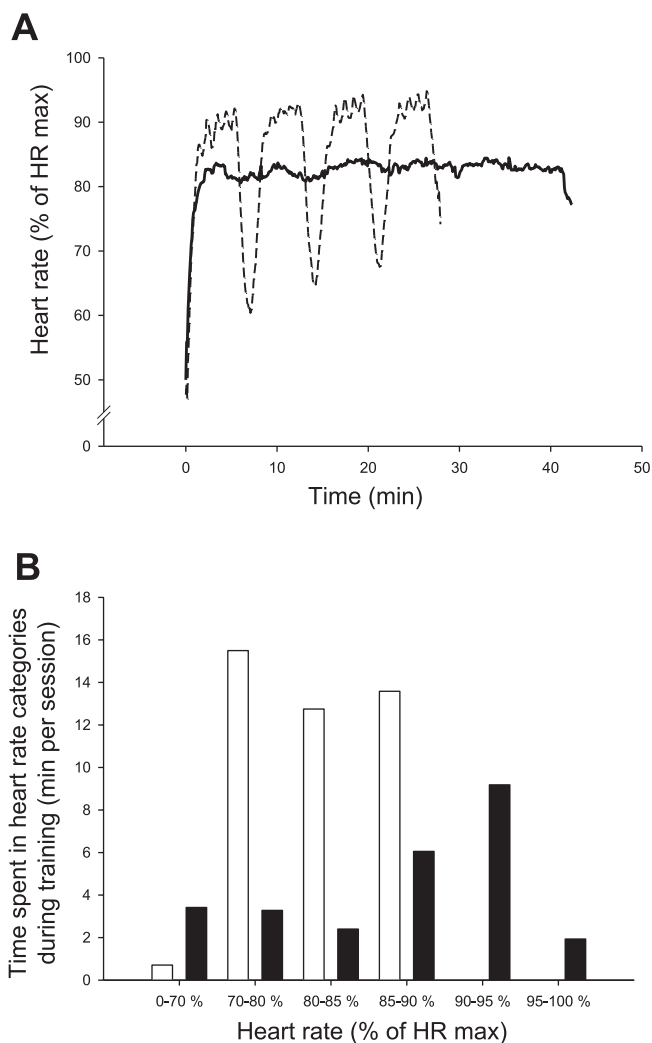 A
100
90
80
70
60
50
0
Heart rate (% of HR max)
0 10 20 30 40 50
Time (min)
B
18
16
14
12
10
8
6
4
2
0
Time spent in heart rate categories
during training (min per session)
0-70 % 70-80 % 80-85 % 85-90 % 90-95 % 95-100 %
Heart rate (% of HR max)